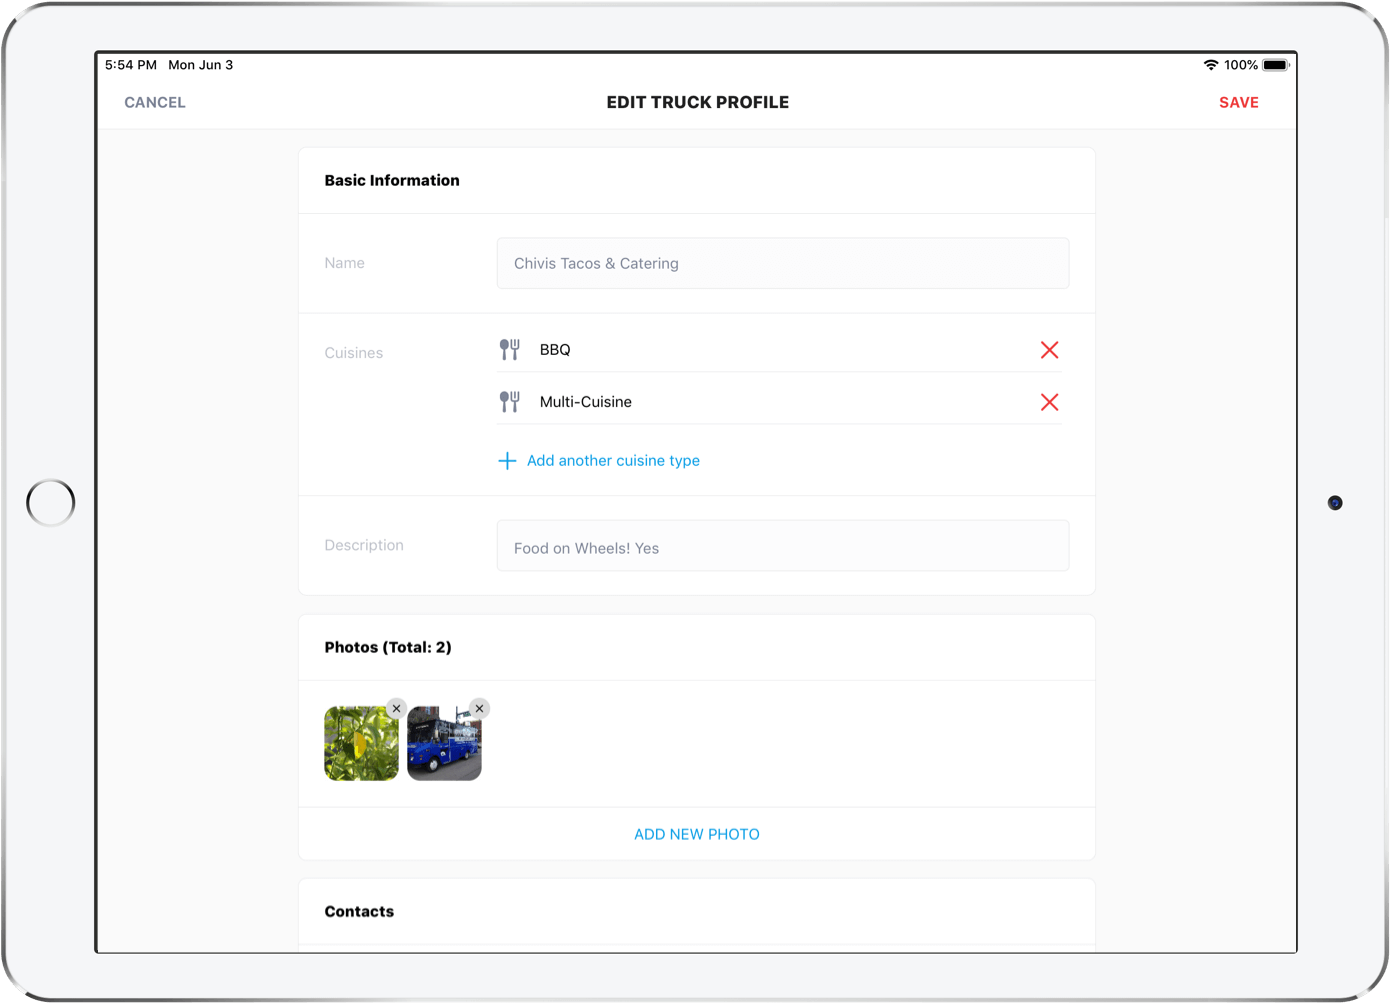 5:54 PM Mon Jun 3 100%
CANCEL EDIT TRUCK PROFILE SAVE
Basic Information
Name Chivis Tacos & Catering
Cuisines BBQ
Multi-Cuisine
Add another cuisine type
Description Food on Wheels! Yes
Photos (Total: 2)
ADD NEW PHOTO
Contacts